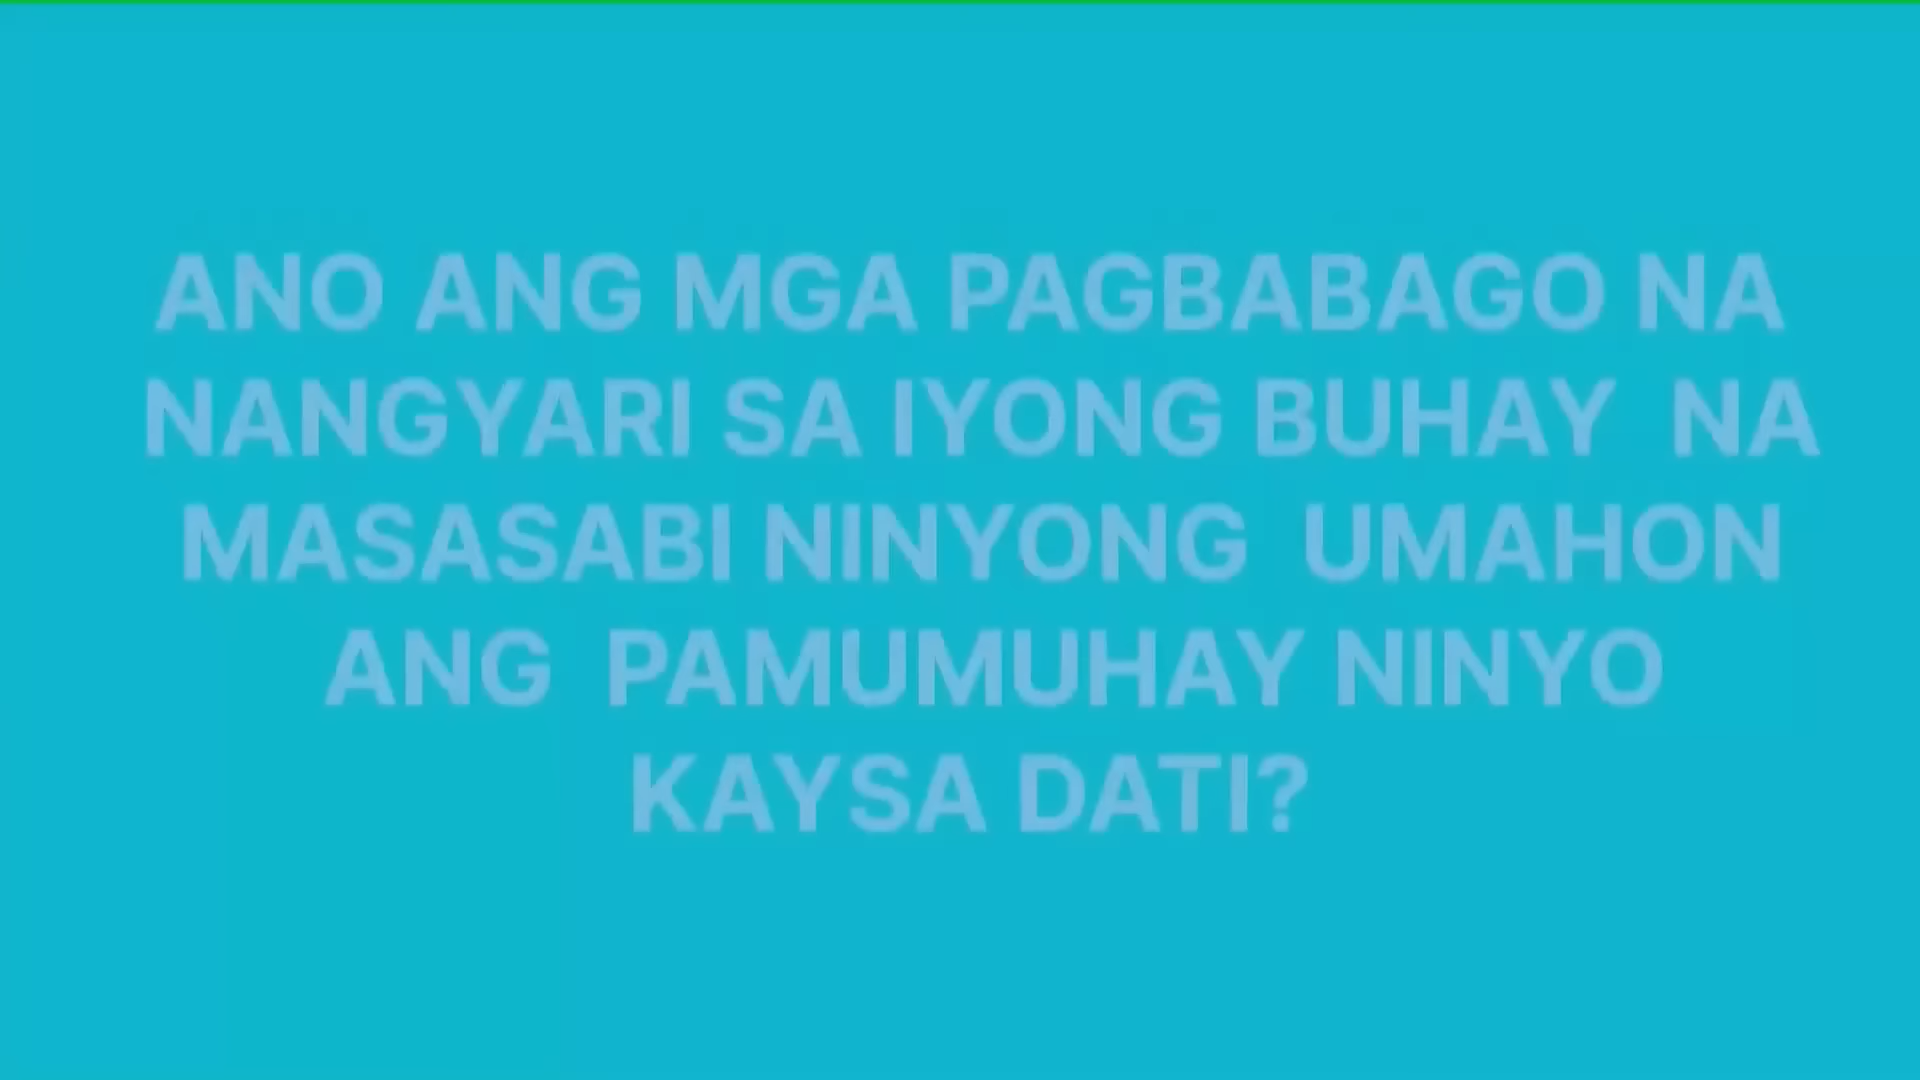 ANO ANG MGA PAGBABAGO NA
NANGYARI SA IYONG BUHAY NA
MASASABI NINYONG UMAHON
ANG PAMUMUHAY NINYO
KAYSA DATI?